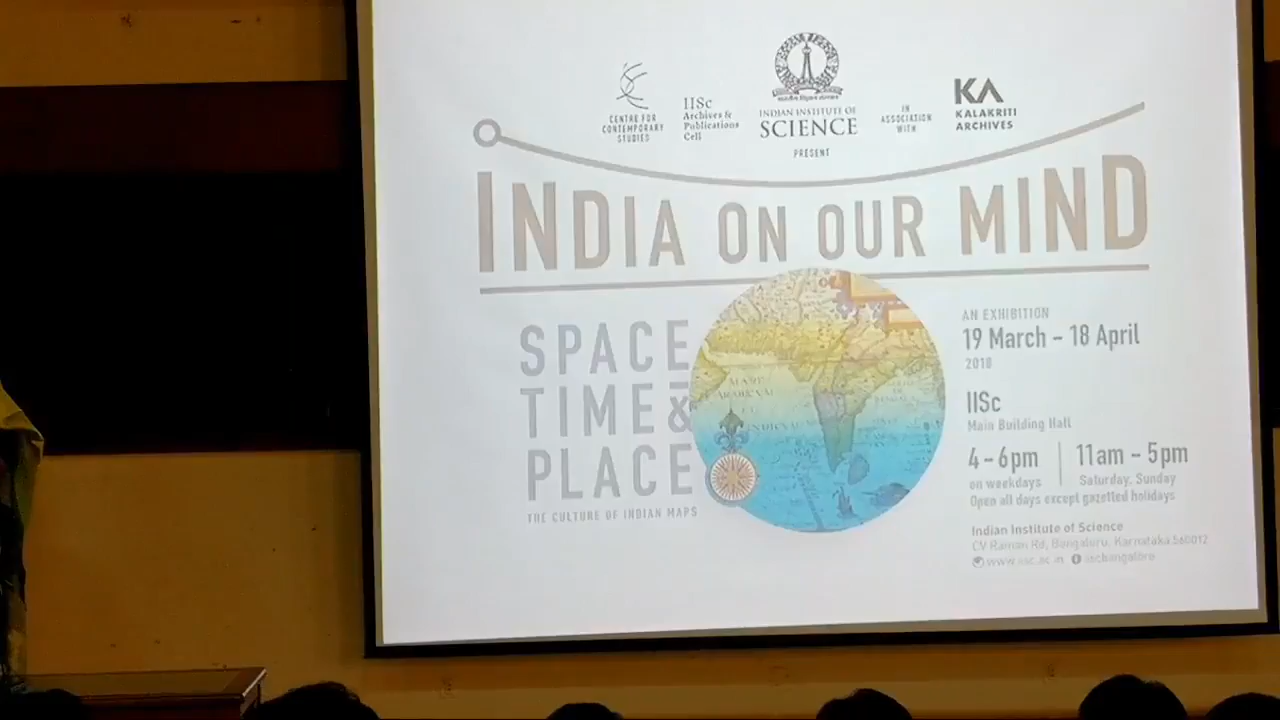 CENTRE FOR
CONTEMPORARY
STUDIES
IISc
Archives &
Publications
Cell
INDIAN INSTITUTE OF
SCIENCE
PRESENT
IN
ASSOCIATION
WITH
KA
KALAKRITI
ARCHIVES
INDIA ON OUR MIND
SPACE
TIME &
PLACE
THE CULTURE OF INDIAN MAPS
AN EXHIBITION
19 March – 18 April
2018
IISc
Main Building Hall
4 – 6pm
on weekdays
11am – 5pm
Saturday, Sunday
Open all days except gazetted holidays
Indian Institute of Science
CV Raman Rd, Bengaluru, Karnataka 560012
www.iisc.ac.in iiscbangalore